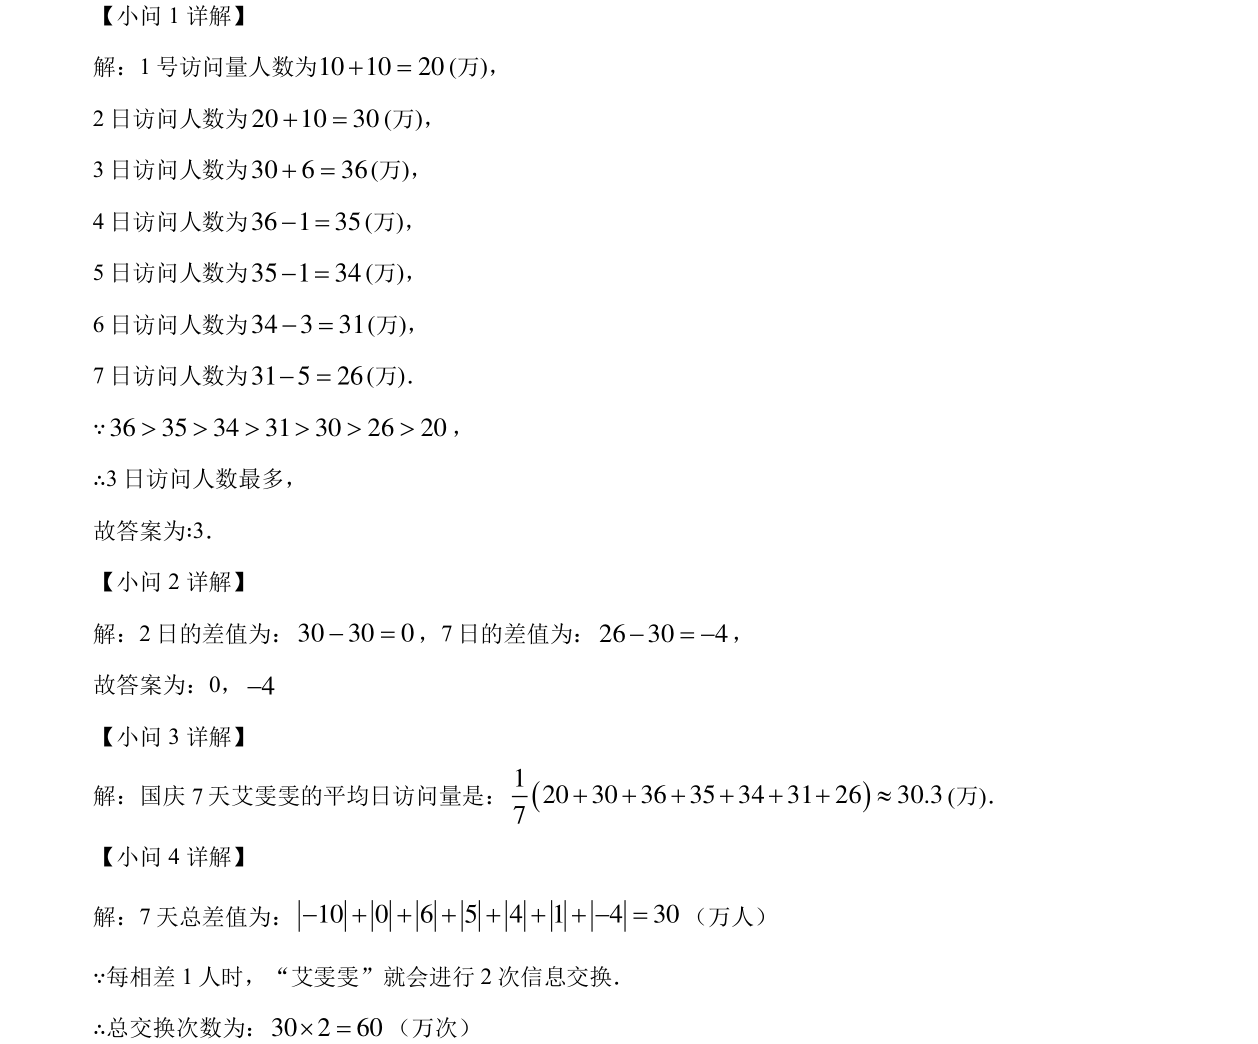 【小问 1 详解】
解：1 号访问量人数为10+10=20(万)，
2 日访问人数为20+10=30(万)，
3 日访问人数为30+6=36(万)，
4 日访问人数为36−1=35(万)，
5 日访问人数为35−1=34(万)，
6 日访问人数为34−3=31(万)，
7 日访问人数为31−5=26(万)．
∵36>35>34>31>30>26>20，
∴3 日访问人数最多，
故答案为:3．
【小问 2 详解】
解：2 日的差值为：30−30=0，7 日的差值为：26−30=−4，
故答案为：0，−4
【小问 3 详解】
解：国庆 7 天艾雯雯的平均日访问量是：1/7(20+30+36+35+34+31+26)≈30.3(万)．
【小问 4 详解】
解：7 天总差值为：|−10|+|0|+|6|+|5|+|4|+|1|+|−4|=30（万人）
∵每相差 1 人时，“艾雯雯”就会进行 2 次信息交换．
∴总交换次数为：30×2=60（万次）